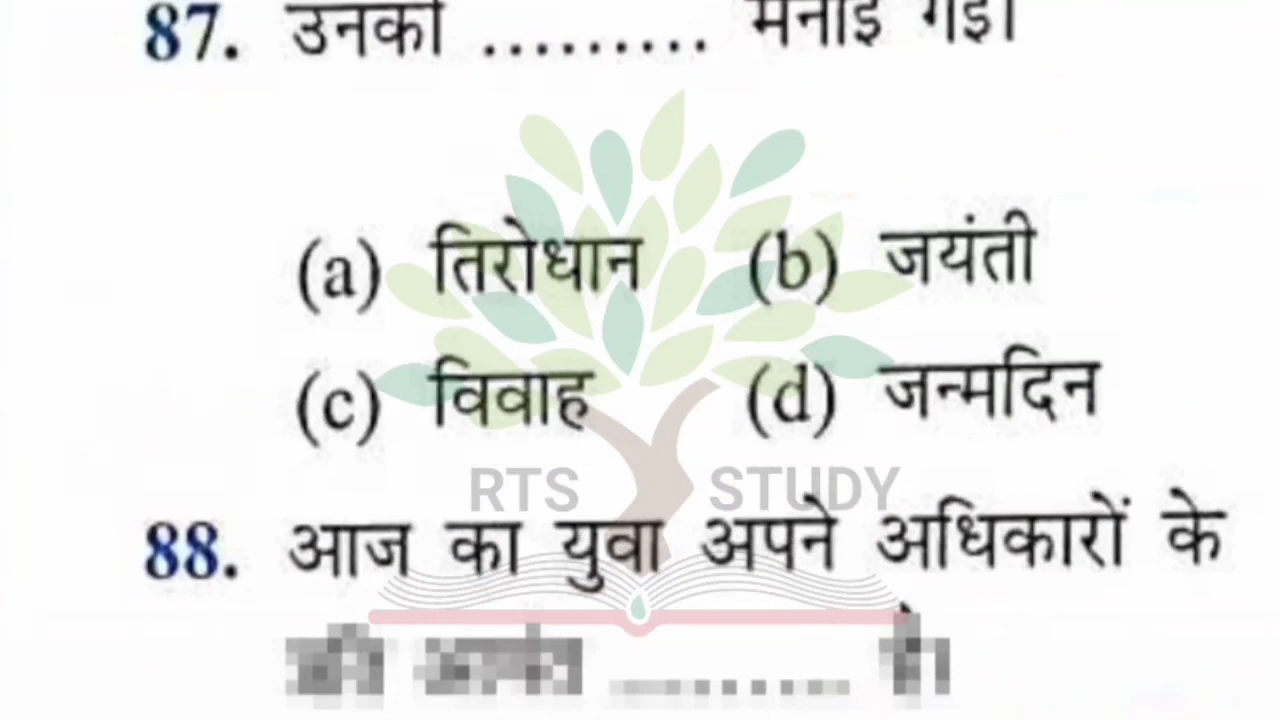 87. उनकी ......... मनाई गई।
(a) तिरोधान (b) जयंती
(c) विवाह (d) जन्मदिन
RTS STUDY
88. आज का युवा अपने अधिकारों के
......... है।